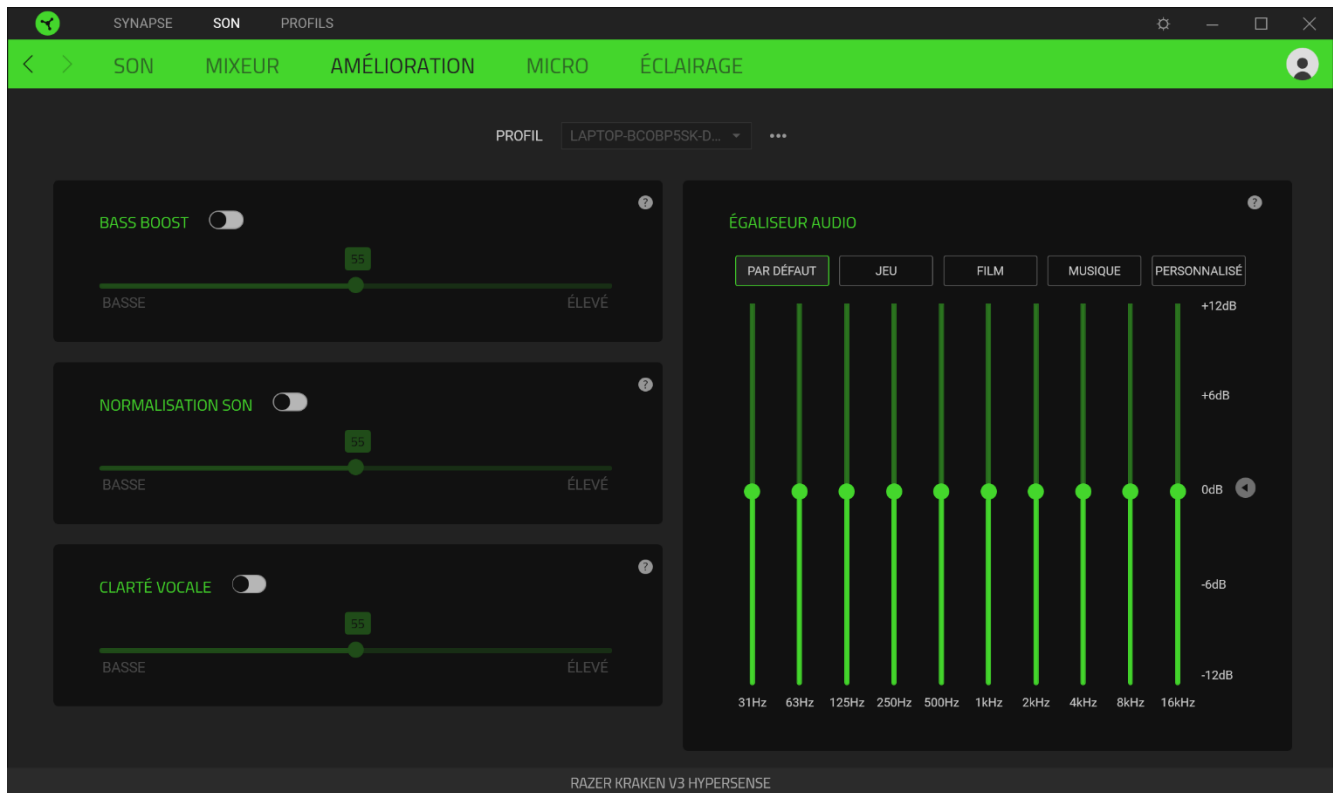 SYNAPSE SON PROFILS
SON MIXEUR AMÉLIORATION MICRO ÉCLAIRAGE
PROFIL LAPTOP-BCOBP5SK-D... •••
BASS BOOST
?
55
BASSE ÉLEVÉ
NORMALISATION SON
?
55
BASSE ÉLEVÉ
CLARTÉ VOCALE
?
55
BASSE ÉLEVÉ
?
ÉGALISEUR AUDIO
PAR DÉFAUT JEU FILM MUSIQUE PERSONNALISÉ
+12dB
+6dB
0dB
-6dB
-12dB
31Hz 63Hz 125Hz 250Hz 500Hz 1kHz 2kHz 4kHz 8kHz 16kHz
RAZER KRAKEN V3 HYPERSENSE